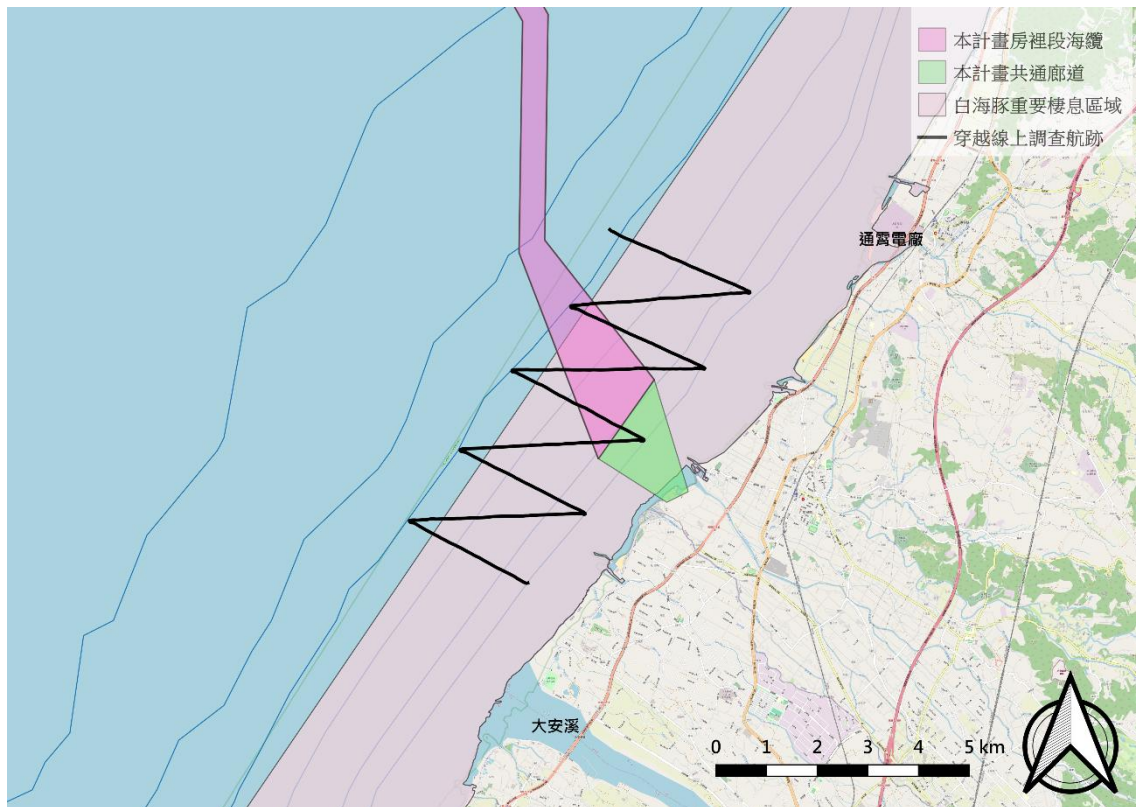 本計畫房裡段海纜
本計畫共通廊道
白海豚重要棲息區域
穿越線上調查航跡
通霄電廠
大安溪
0 1 2 3 4 5 km